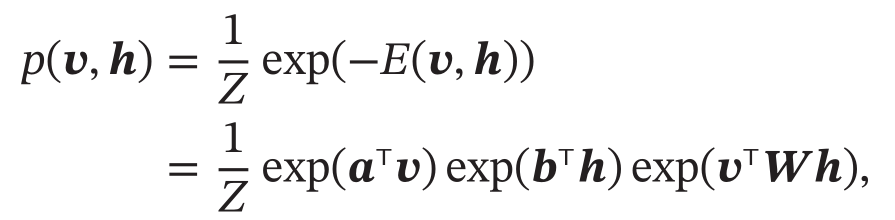 p(𝒗, 𝒉) = 1/Z exp(−E(𝒗, 𝒉))
= 1/Z exp(𝒂⊤𝒗) exp(𝒃⊤𝒉) exp(𝒗⊤𝑾𝒉),